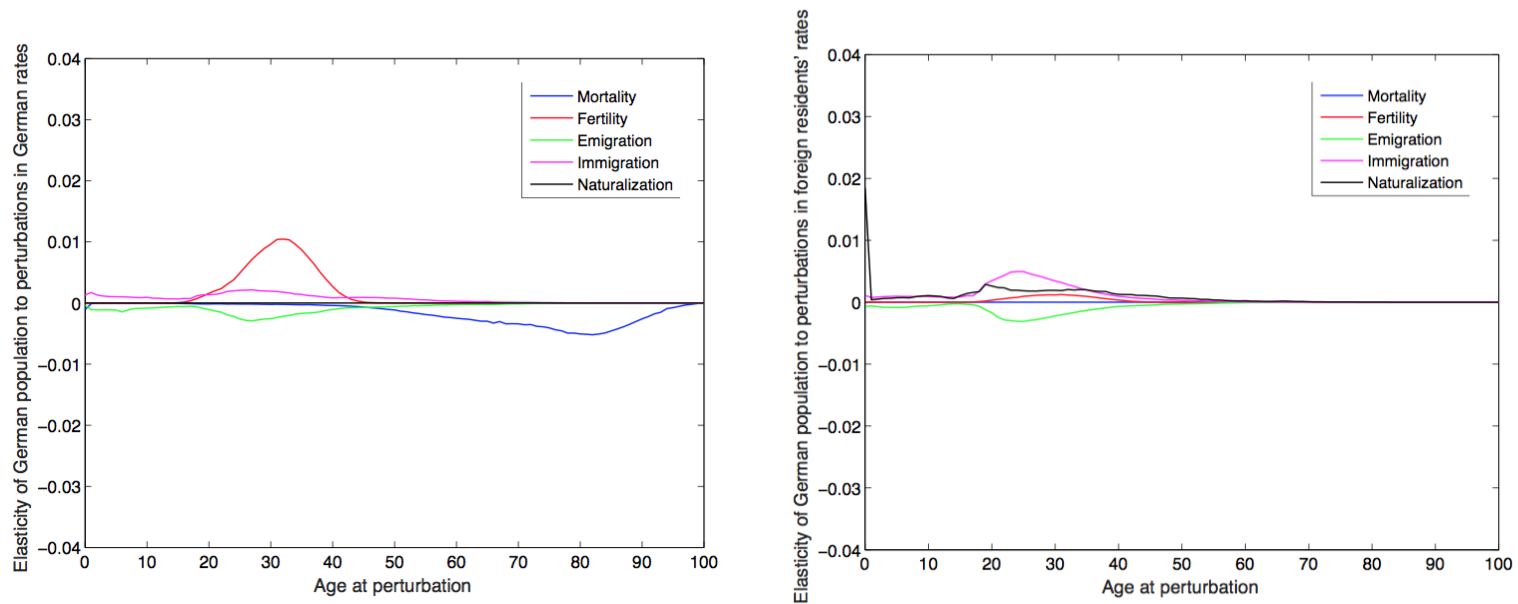 Elasticity of German population to perturbations in German rates
0.04
0.03
0.02
0.01
0
−0.01
−0.02
−0.03
−0.04
Mortality
Fertility
Emigration
Immigration
Naturalization
0 10 20 30 40 50 60 70 80 90 100
Age at perturbation
Elasticity of German population to perturbations in foreign residents' rates
0.04
0.03
0.02
0.01
0
−0.01
−0.02
−0.03
−0.04
Mortality
Fertility
Emigration
Immigration
Naturalization
0 10 20 30 40 50 60 70 80 90 100
Age at perturbation